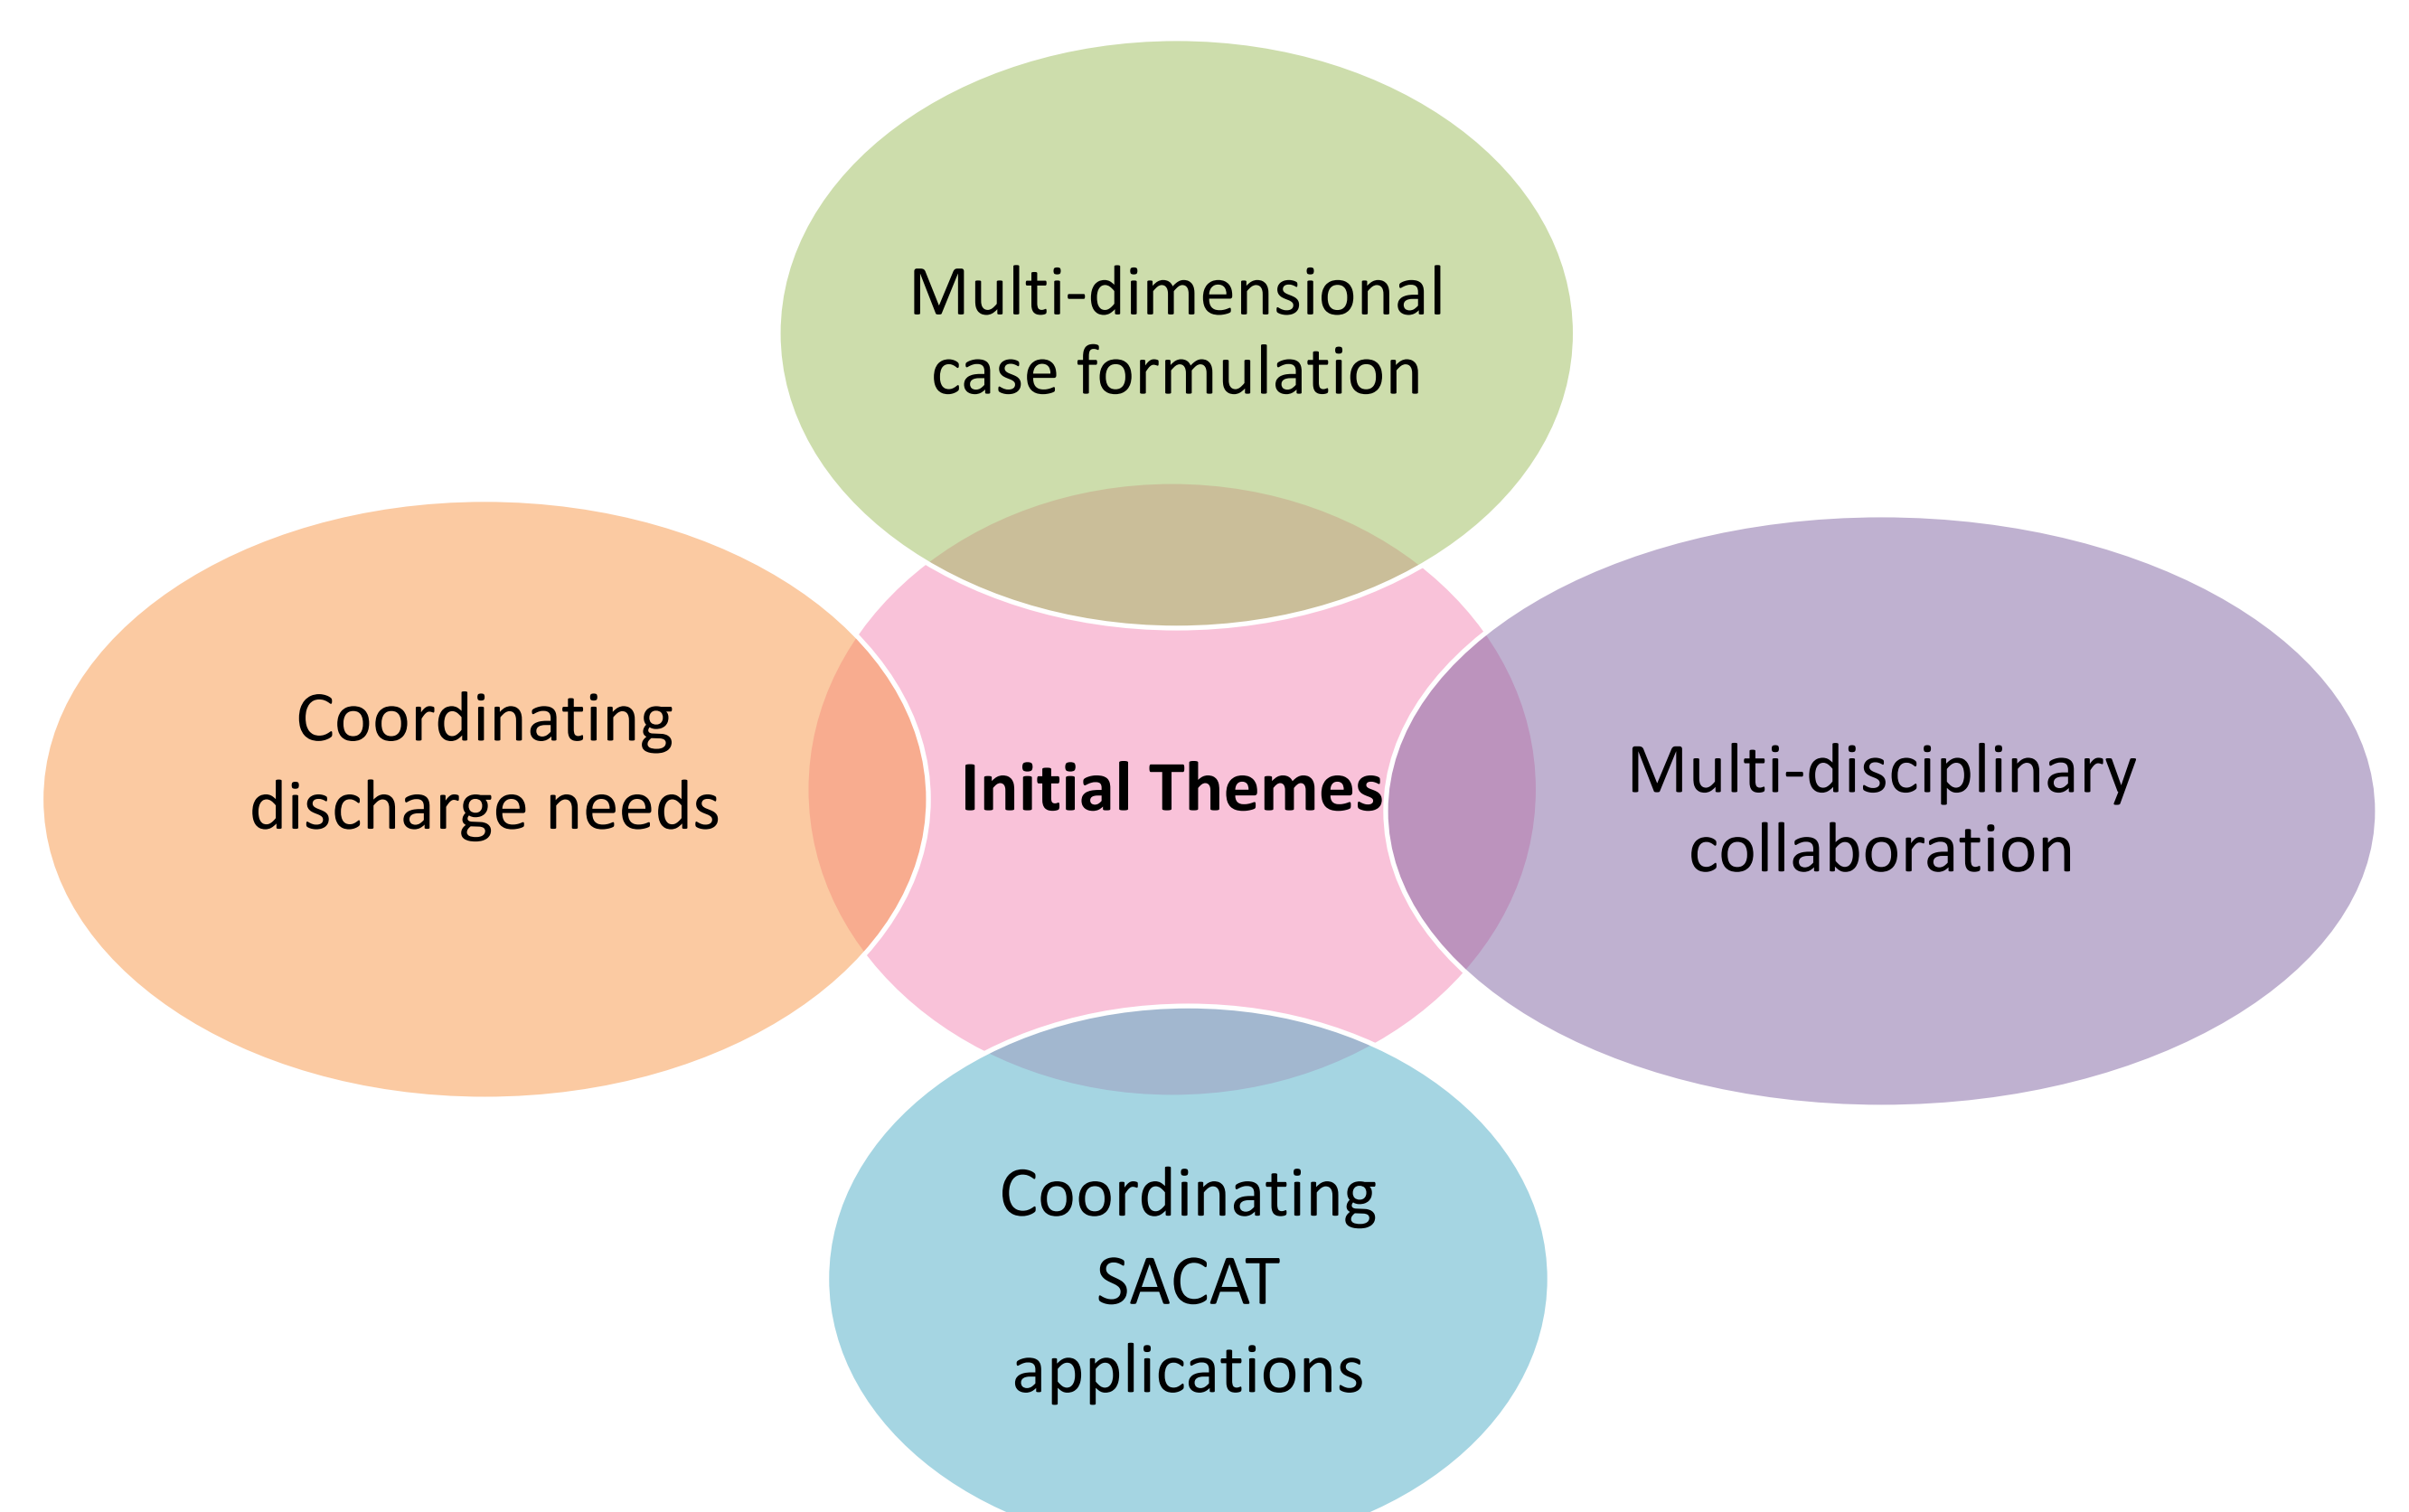 Multi-dimensional
case formulation
Coordinating
discharge needs
Initial Themes
Multi-disciplinary
collaboration
Coordinating
SACAT
applications